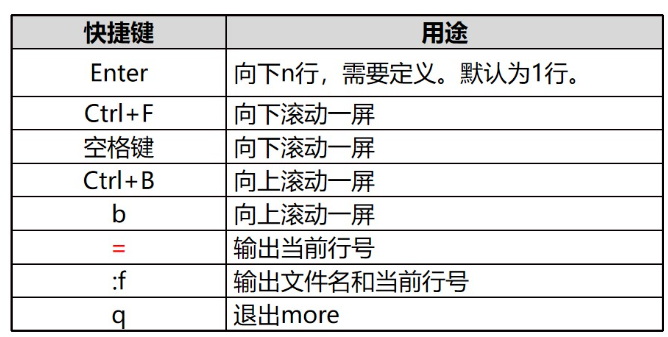 快捷键 用途
Enter 向下n行，需要定义。默认为1行。
Ctrl+F 向下滚动一屏
空格键 向下滚动一屏
Ctrl+B 向上滚动一屏
b 向上滚动一屏
= 输出当前行号
:f 输出文件名和当前行号
q 退出more